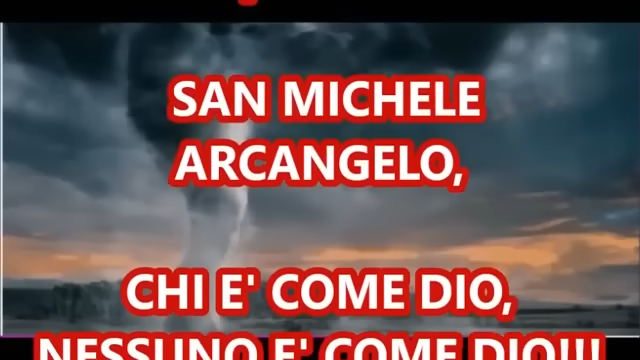 SAN MICHELE
ARCANGELO,
CHI E' COME DIO,
NESSUNO E' COME DIO!!!